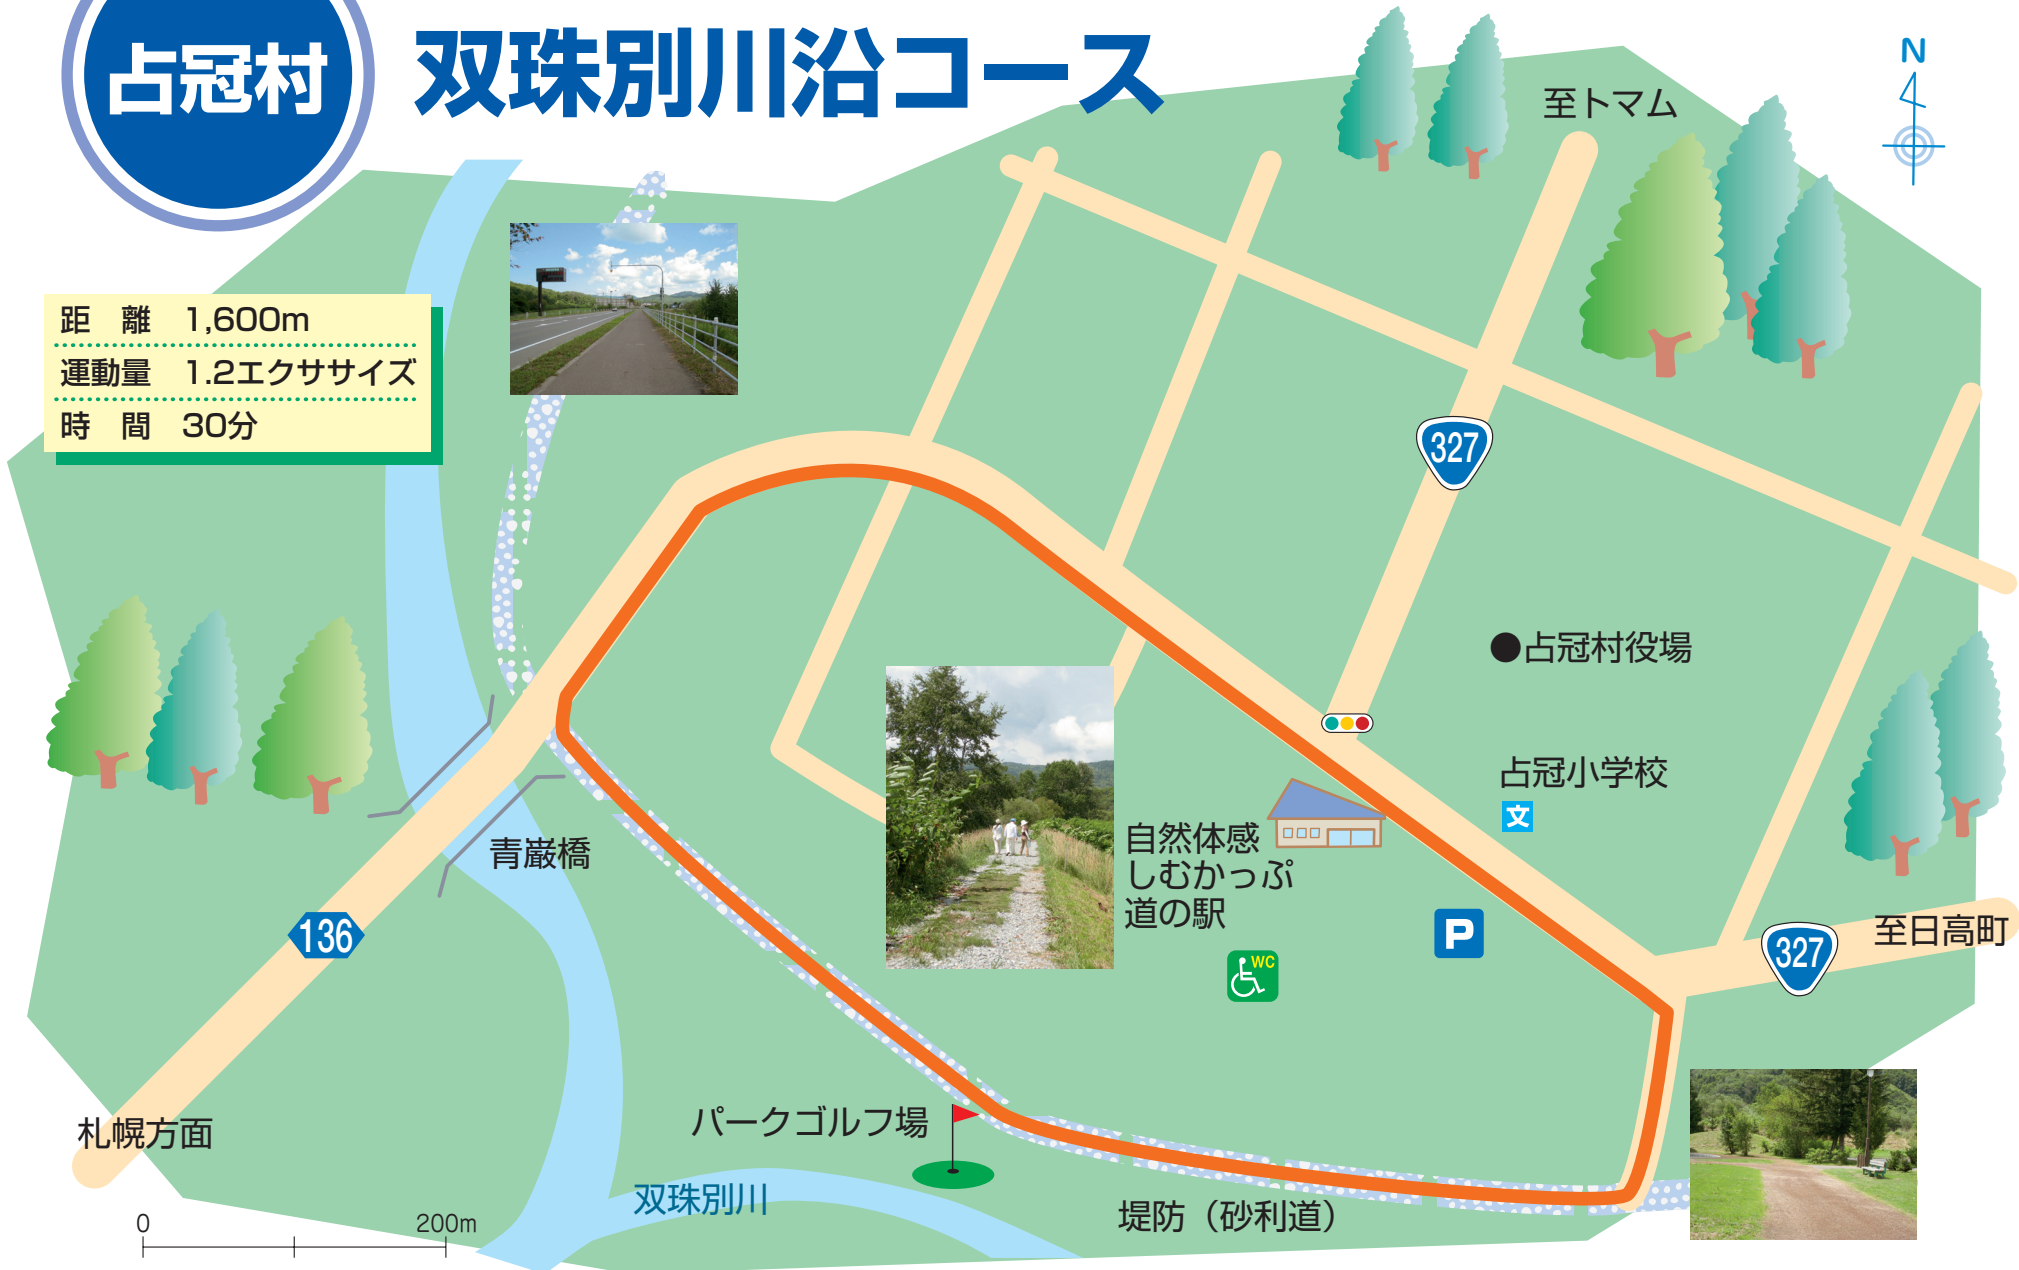 占冠村
双珠別川沿コース
N
至トマム
距　離　1,600m
運動量　1.2エクササイズ
時　間　30分
327
占冠村役場
占冠小学校
文
青巌橋
自然体感
しむかっぷ
道の駅
P
WC
136
327
至日高町
札幌方面
パークゴルフ場
双珠別川
堤防（砂利道）
0
200m